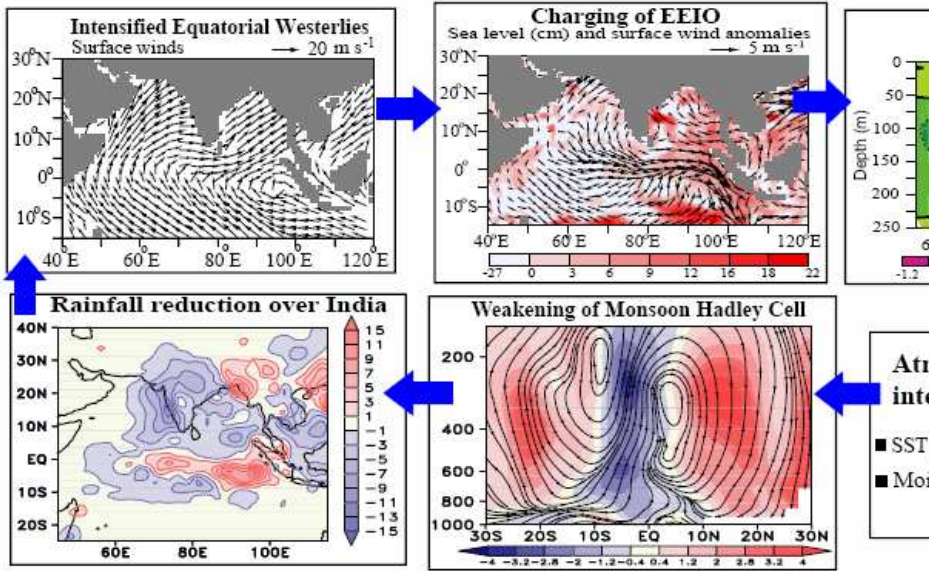 Intensified Equatorial Westerlies
Surface winds 20 m s⁻¹
30°N
20°N
10°N
0°
10°S
40°E 60°E 80°E 100°E 120°E
Charging of EEIO
Sea level (cm) and surface wind anomalies
5 m s⁻¹
30°N
20°N
10°N
0°
10°S
40°E 60°E 80°E 100°E 120°E
-27 0 3 6 9 12 16 18 22
Depth (m)
0
50
100
150
200
250
6
-1.2
Rainfall reduction over India
40N
30N
20N
10N
EQ
10S
20S
60E 80E 100E
15
11
9
7
5
3
1
-1
-3
-5
-7
-9
-11
-13
-15
Weakening of Monsoon Hadley Cell
200
400
600
800
1000
30S 20S 10S EQ 10N 20N 30N
-4 -3.2 -2.8 -2 -1.2 -0.4 0.4 1.2 2 2.8 3.2 4
Atr
inte
■ SST
■ Moi